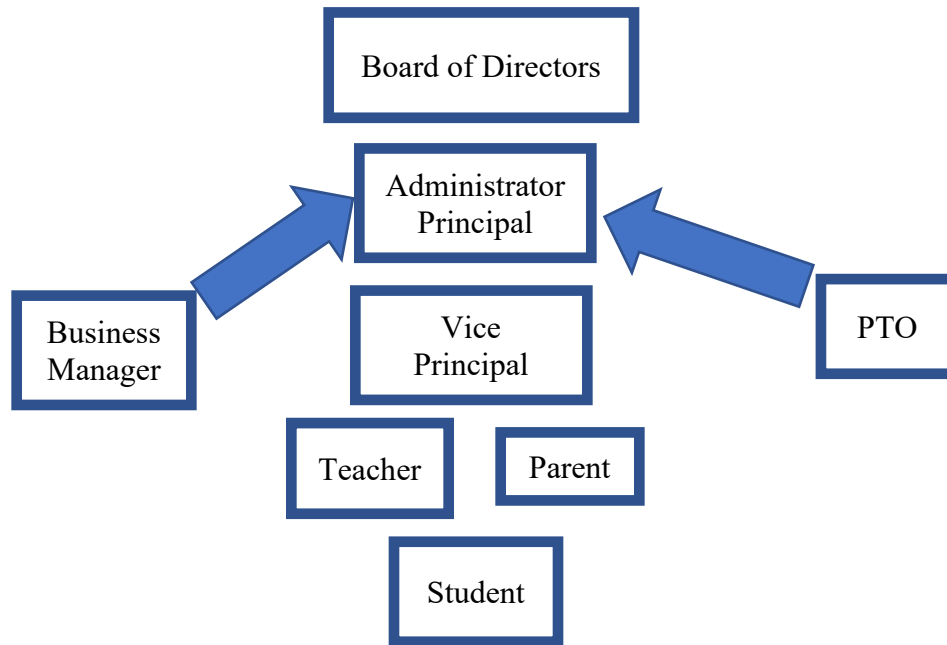 Board of Directors
Administrator
Principal
Business
Manager
Vice
Principal
PTO
Teacher
Parent
Student